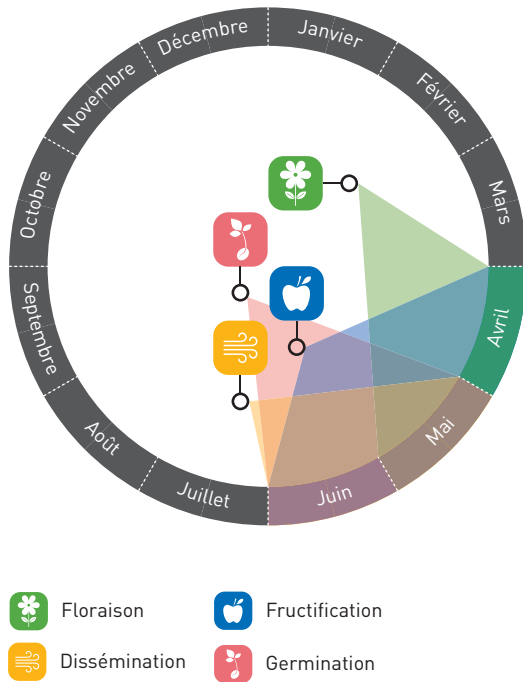 Janvier
Février
Mars
Avril
Mai
Juin
Juillet
Août
Septembre
Octobre
Novembre
Décembre
Floraison
Fructification
Dissémination
Germination